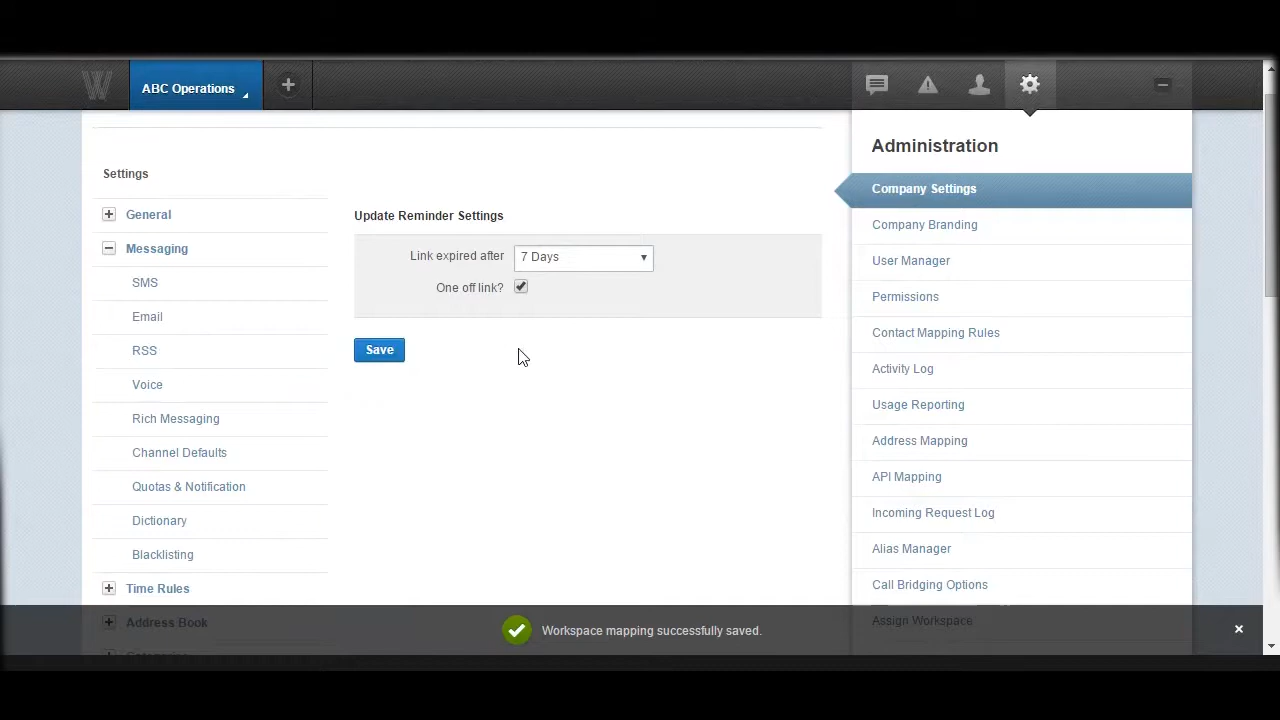 W
ABC Operations
Settings
General
Messaging
SMS
Email
RSS
Voice
Rich Messaging
Channel Defaults
Quotas & Notification
Dictionary
Blacklisting
Time Rules
Address Book
Update Reminder Settings
Link expired after
7 Days
One off link?
Save
Administration
Company Settings
Company Branding
User Manager
Permissions
Contact Mapping Rules
Activity Log
Usage Reporting
Address Mapping
API Mapping
Incoming Request Log
Alias Manager
Call Bridging Options
Assign Workspace
Workspace mapping successfully saved.